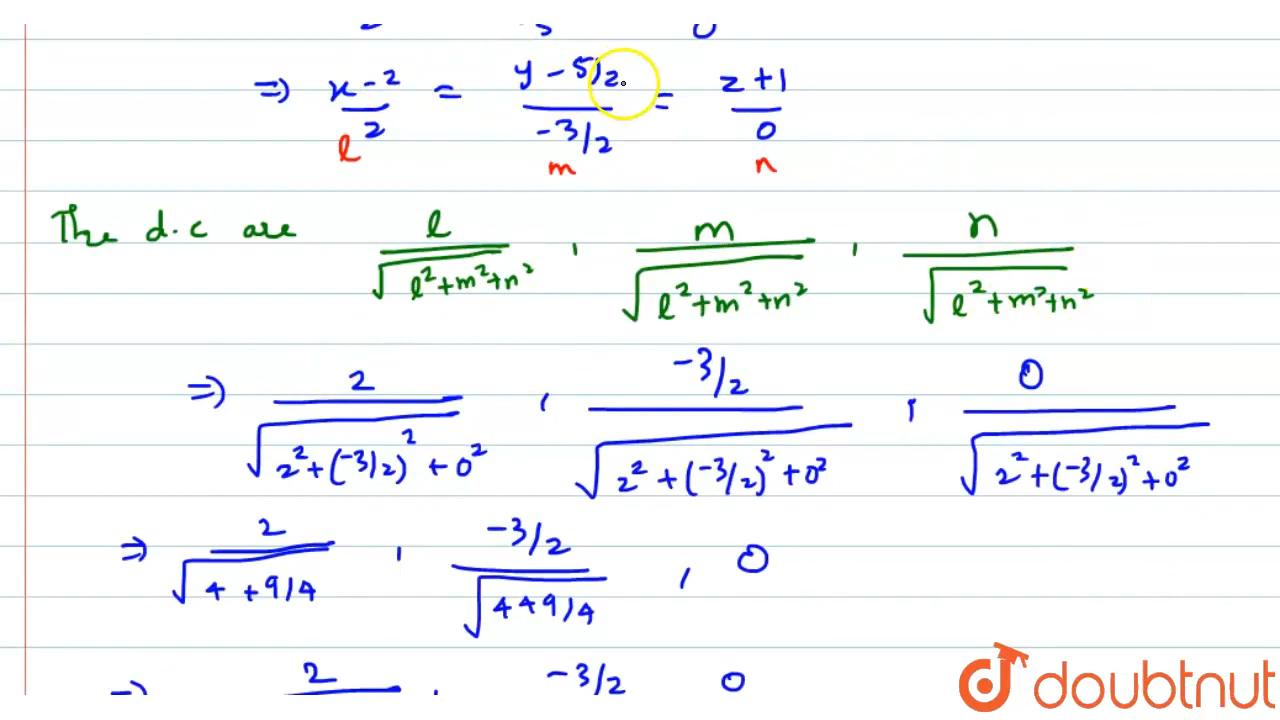 ⇒ x-2/2 = y-5/2/-3/2 = z+1/0
l m n
The d.c are l/√l²+m²+n² , m/√l²+m²+n² , n/√l²+m²+n²
⇒ 2/√2²+(-3/2)²+0² , -3/2/√2²+(-3/2)²+0² , 0/√2²+(-3/2)²+0²
⇒ 2/√4+9/4 , -3/2/√4+9/4 , 0
⇒ 2 , -3/2 0
doubtnut